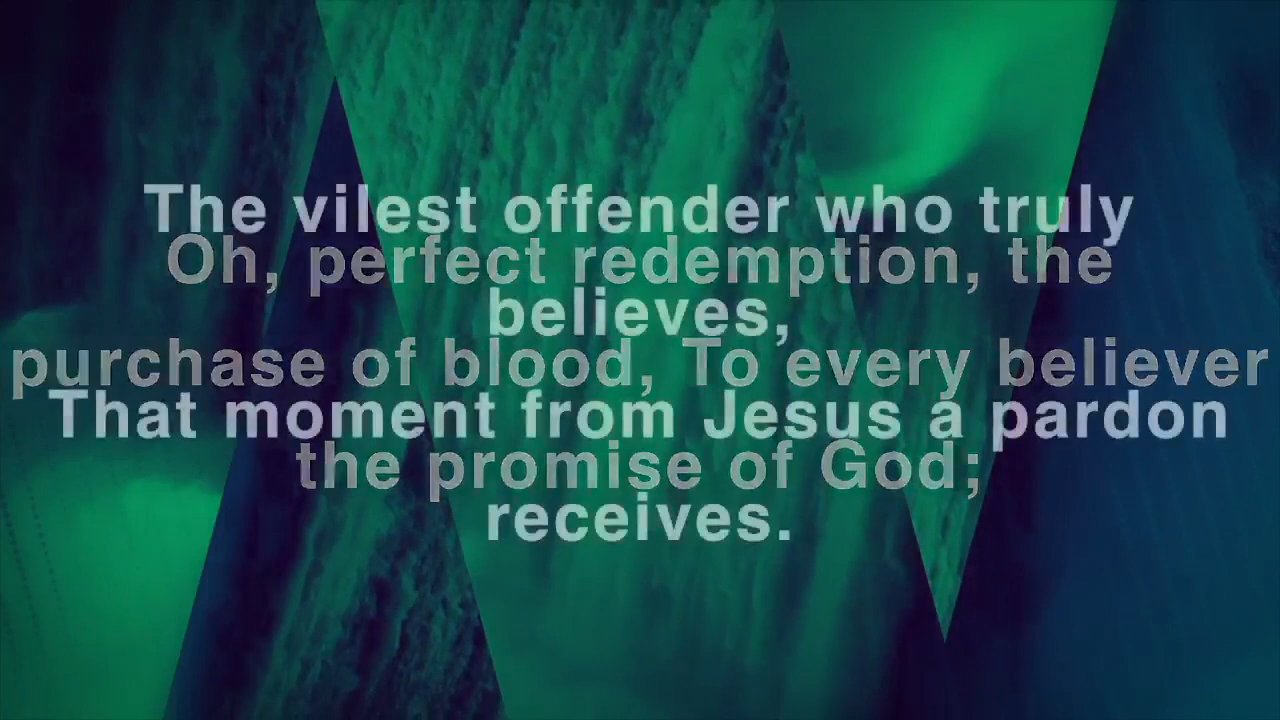 The vilest offender who truly
Oh, perfect redemption, the
believes,
purchase of blood, To every believer
That moment from Jesus a pardon
the promise of God;
receives.